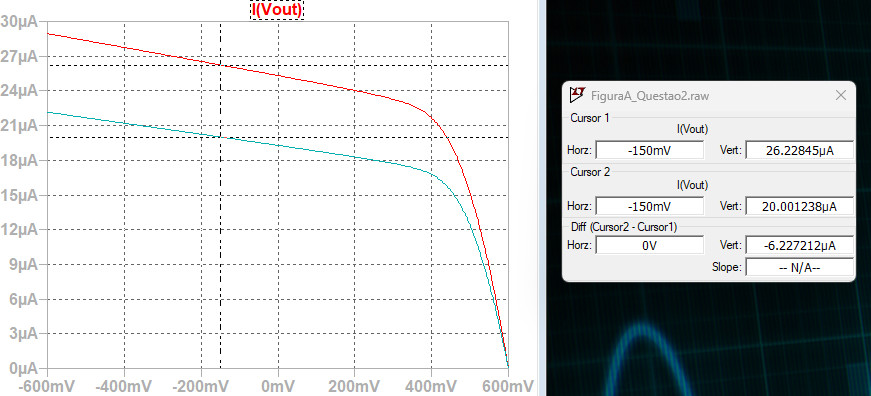 I(Vout)
30µA
27µA
24µA
21µA
18µA
15µA
12µA
9µA
6µA
3µA
0µA
-600mV -400mV -200mV 0mV 200mV 400mV 600mV
FiguraA_Questao2.raw
Cursor 1
I(Vout)
Horz: -150mV Vert: 26.22845µA
Cursor 2
I(Vout)
Horz: -150mV Vert: 20.001238µA
Diff (Cursor2 - Cursor1)
Horz: 0V Vert: -6.227212µA
Slope: -- N/A--